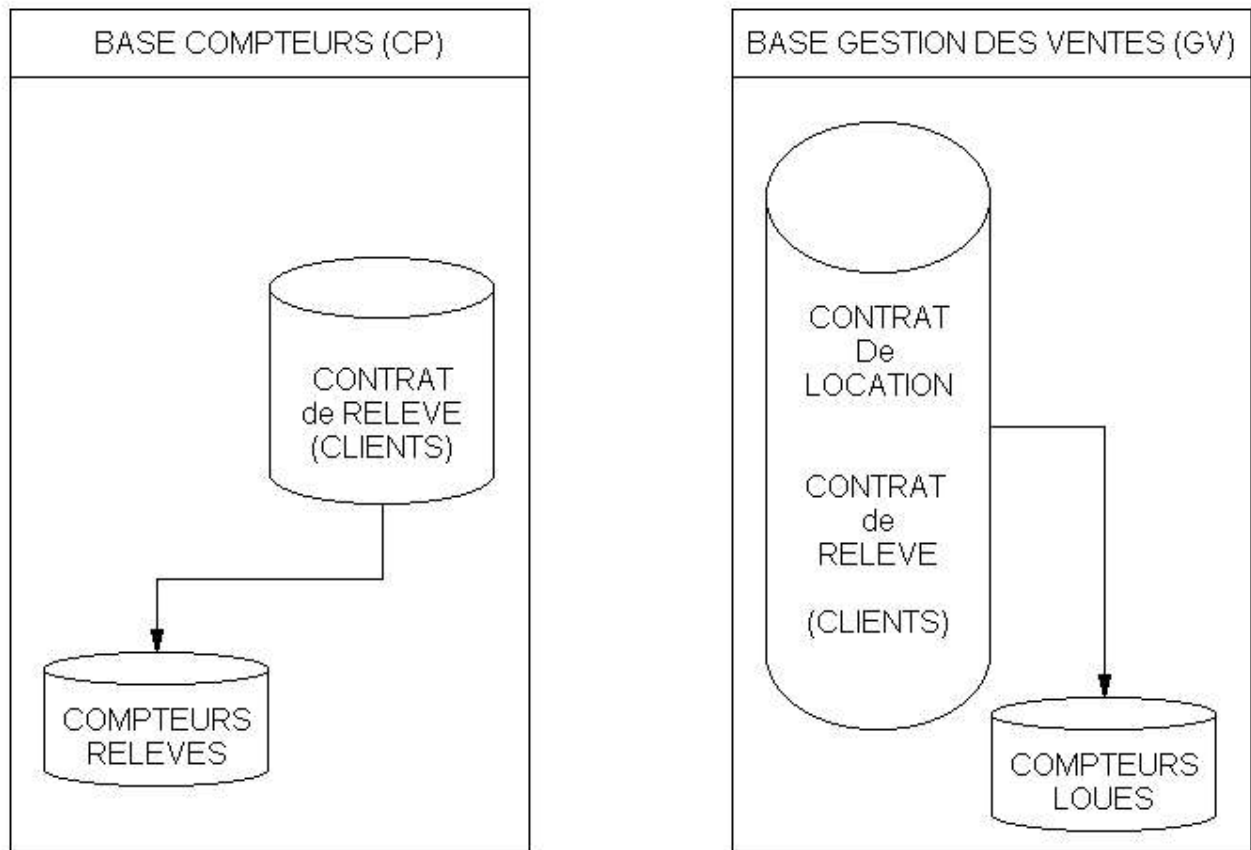 BASE COMPTEURS (CP)
CONTRAT
de RELEVE
(CLIENTS)
COMPTEURS
RELEVES
BASE GESTION DES VENTES (GV)
CONTRAT
De
LOCATION
CONTRAT
de
RELEVE
(CLIENTS)
COMPTEURS
LOUES